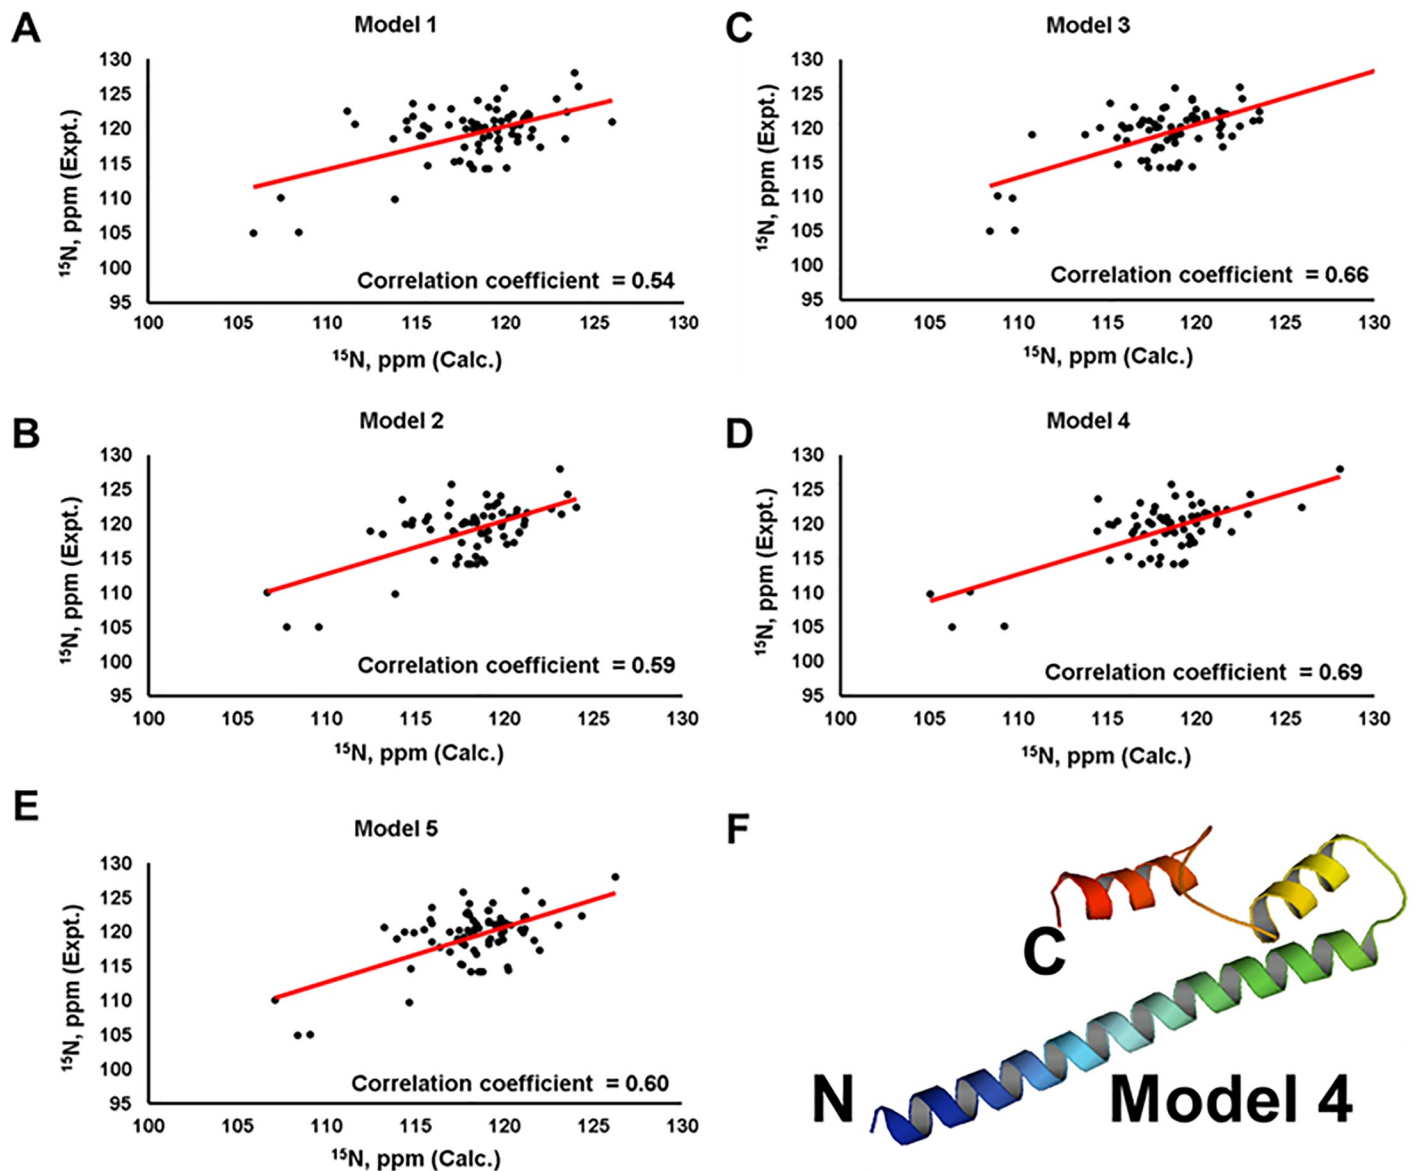 A
Model 1
130
125
120
115
110
105
100
95
¹⁵N, ppm (Expt.)
Correlation coefficient = 0.54
100 105 110 115 120 125 130
¹⁵N, ppm (Calc.)
C
Model 3
130
125
120
115
110
105
100
95
¹⁵N, ppm (Expt.)
Correlation coefficient = 0.66
100 105 110 115 120 125 130
¹⁵N, ppm (Calc.)
B
Model 2
130
125
120
115
110
105
100
95
¹⁵N, ppm (Expt.)
Correlation coefficient = 0.59
100 105 110 115 120 125 130
¹⁵N, ppm (Calc.)
D
Model 4
130
125
120
115
110
105
100
95
¹⁵N, ppm (Expt.)
Correlation coefficient = 0.69
100 105 110 115 120 125 130
¹⁵N, ppm (Calc.)
E
Model 5
130
125
120
115
110
105
100
95
¹⁵N, ppm (Expt.)
Correlation coefficient = 0.60
100 105 110 115 120 125 130
¹⁵N, ppm (Calc.)
F
C
N
Model 4